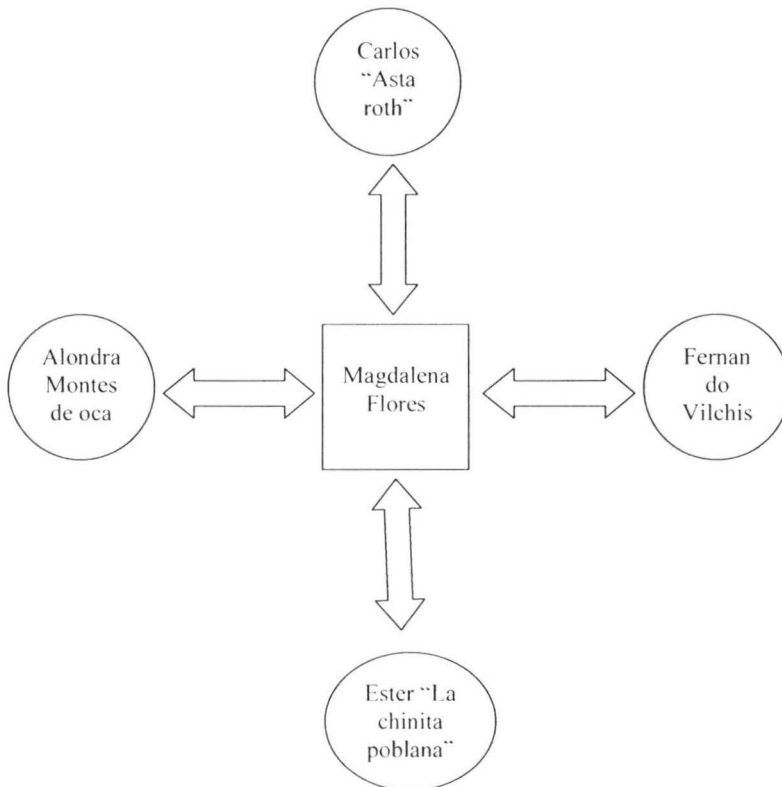 Carlos
“Asta
roth“
Alondra
Montes
de oca
Magdalena
Flores
Fernan
do
Vilchis
Ester “La
chinita
poblana“